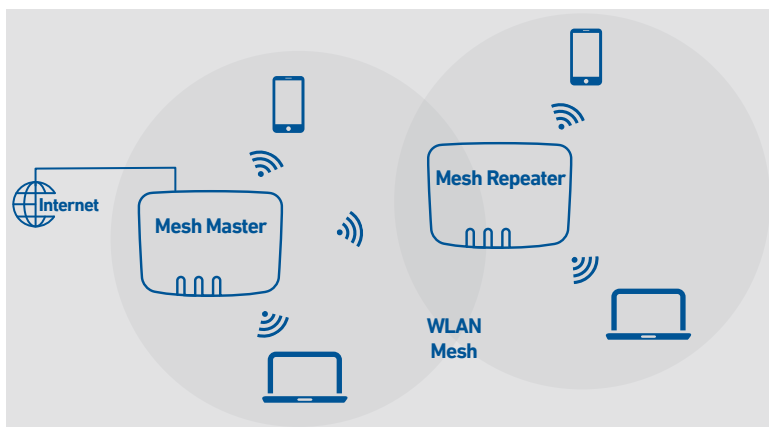 Internet
Mesh Master
Mesh Repeater
WLAN
Mesh